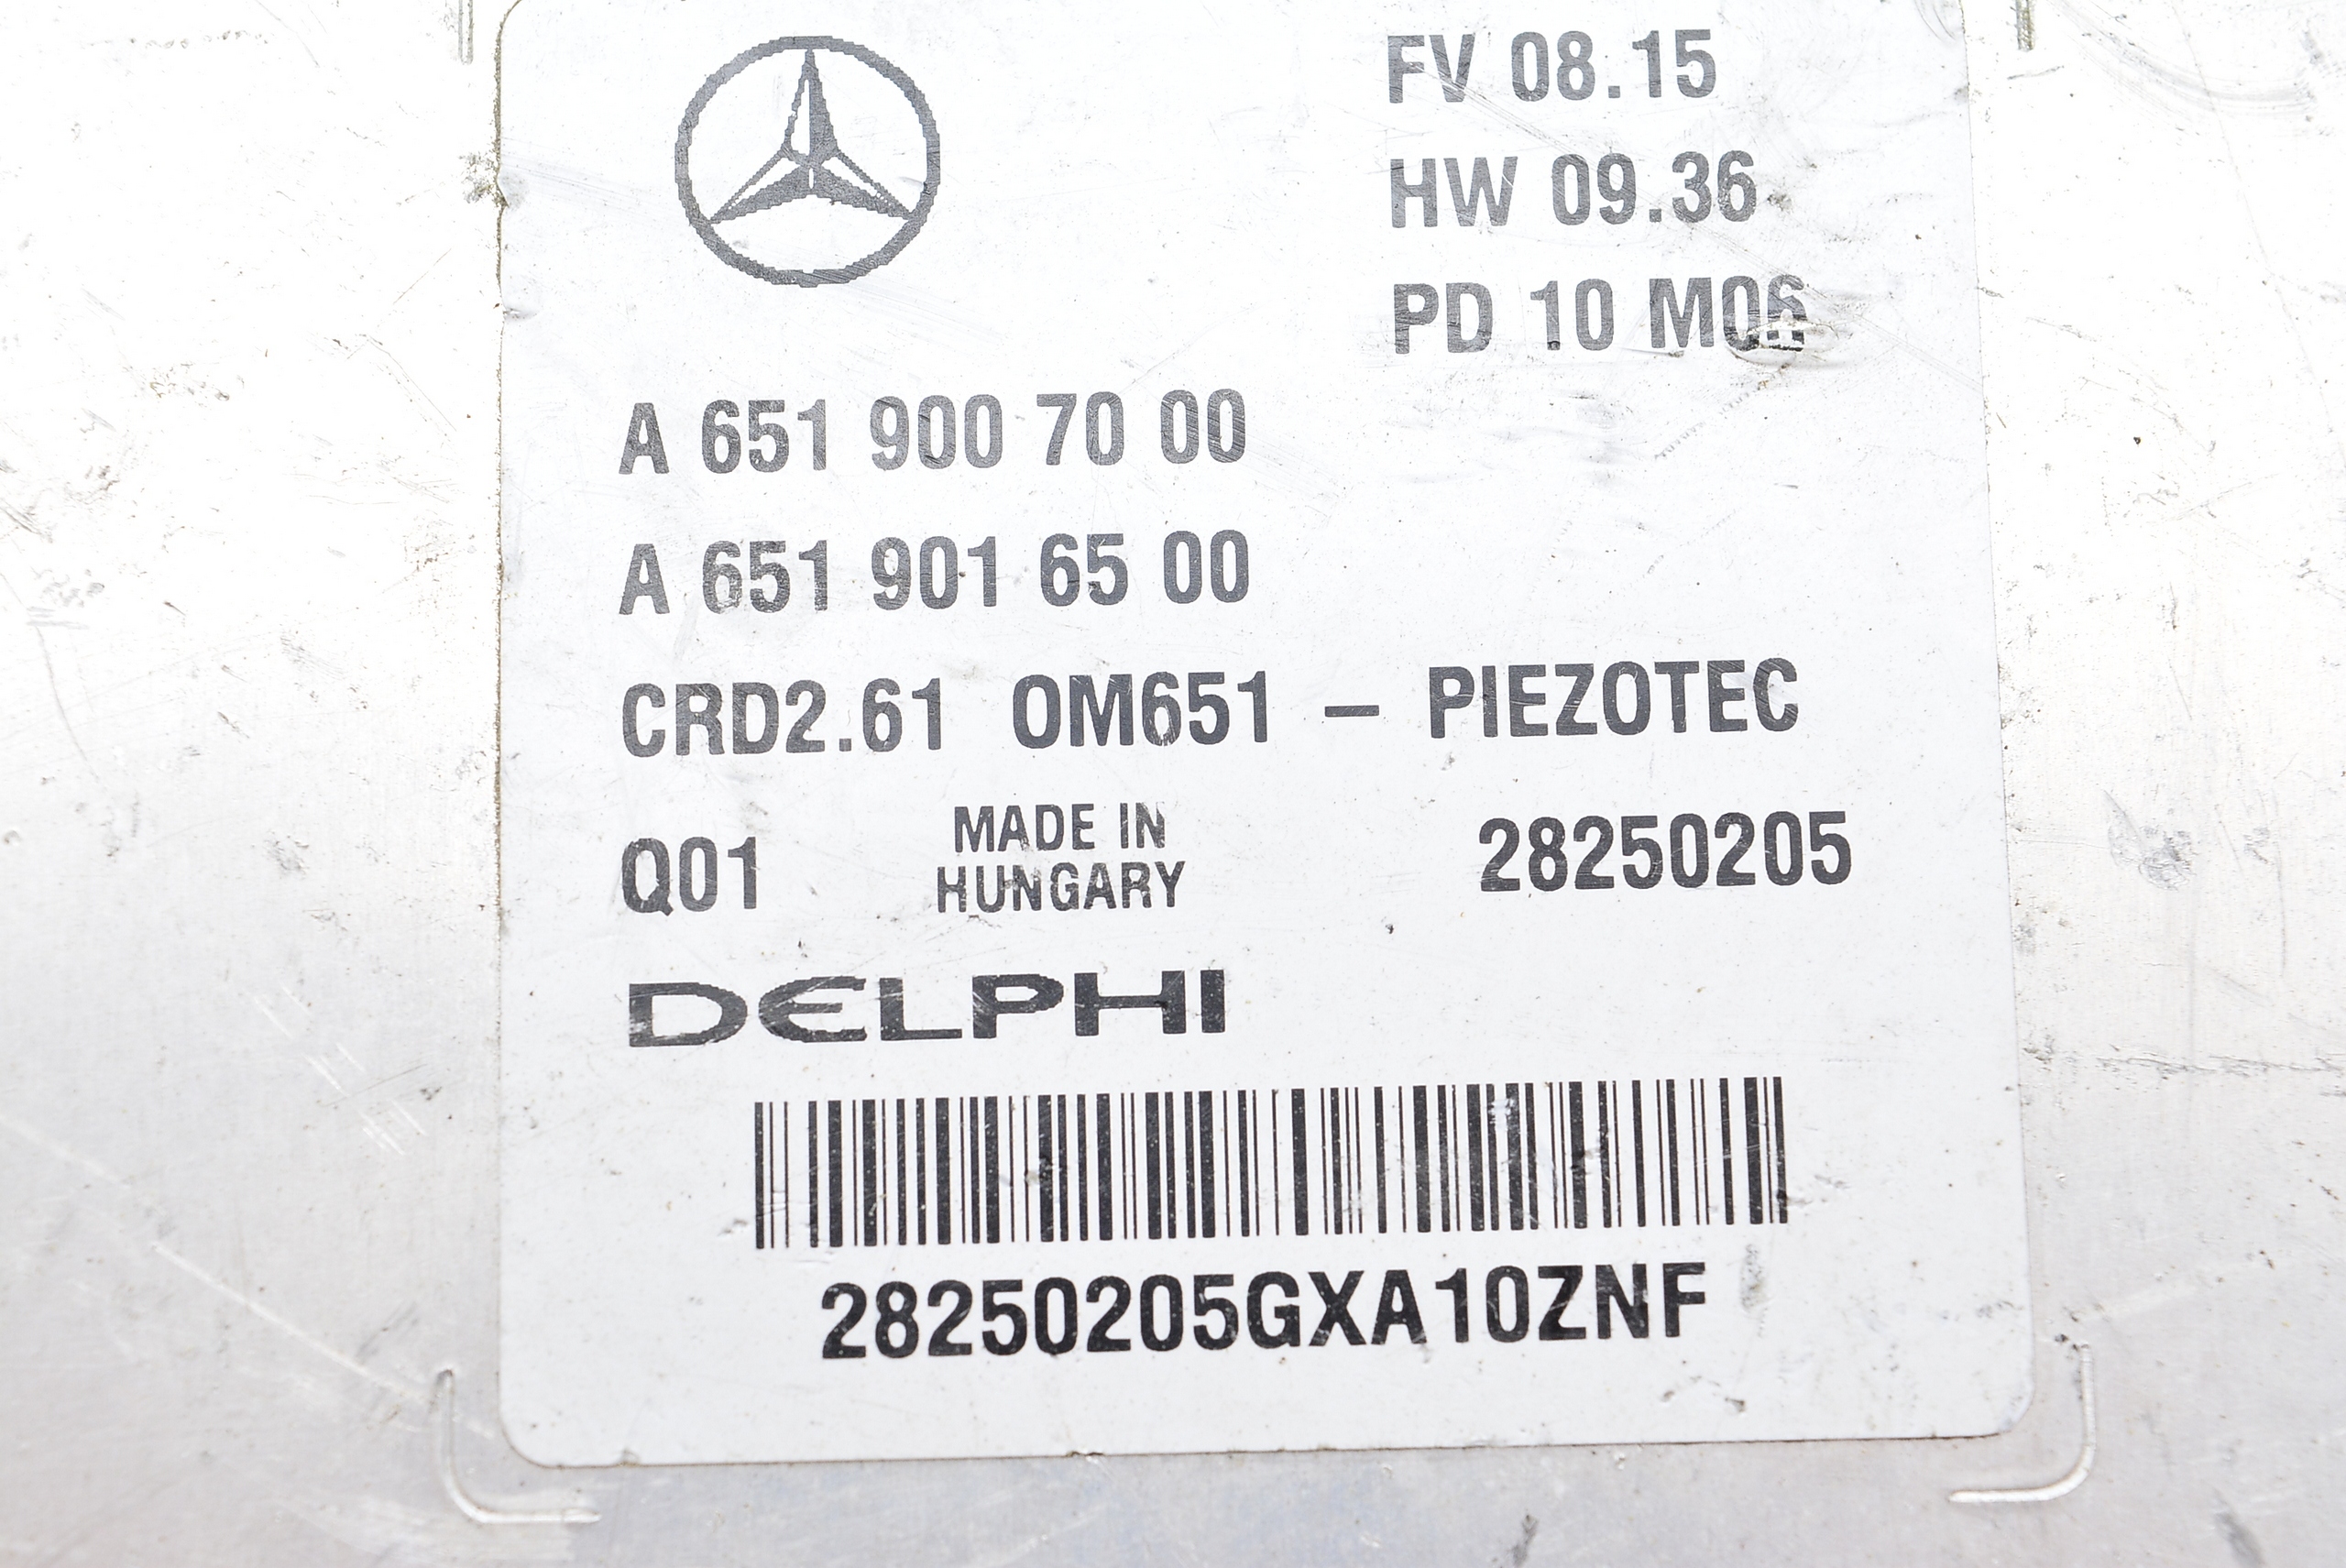 FV 08.15
HW 09.36
PD 10 M06
A 651 900 70 00
A 651 901 65 00
CRD2.61 OM651 – PIEZOTEC
Q01
MADE IN
HUNGARY
28250205
DELPHI
28250205GXA10ZNF